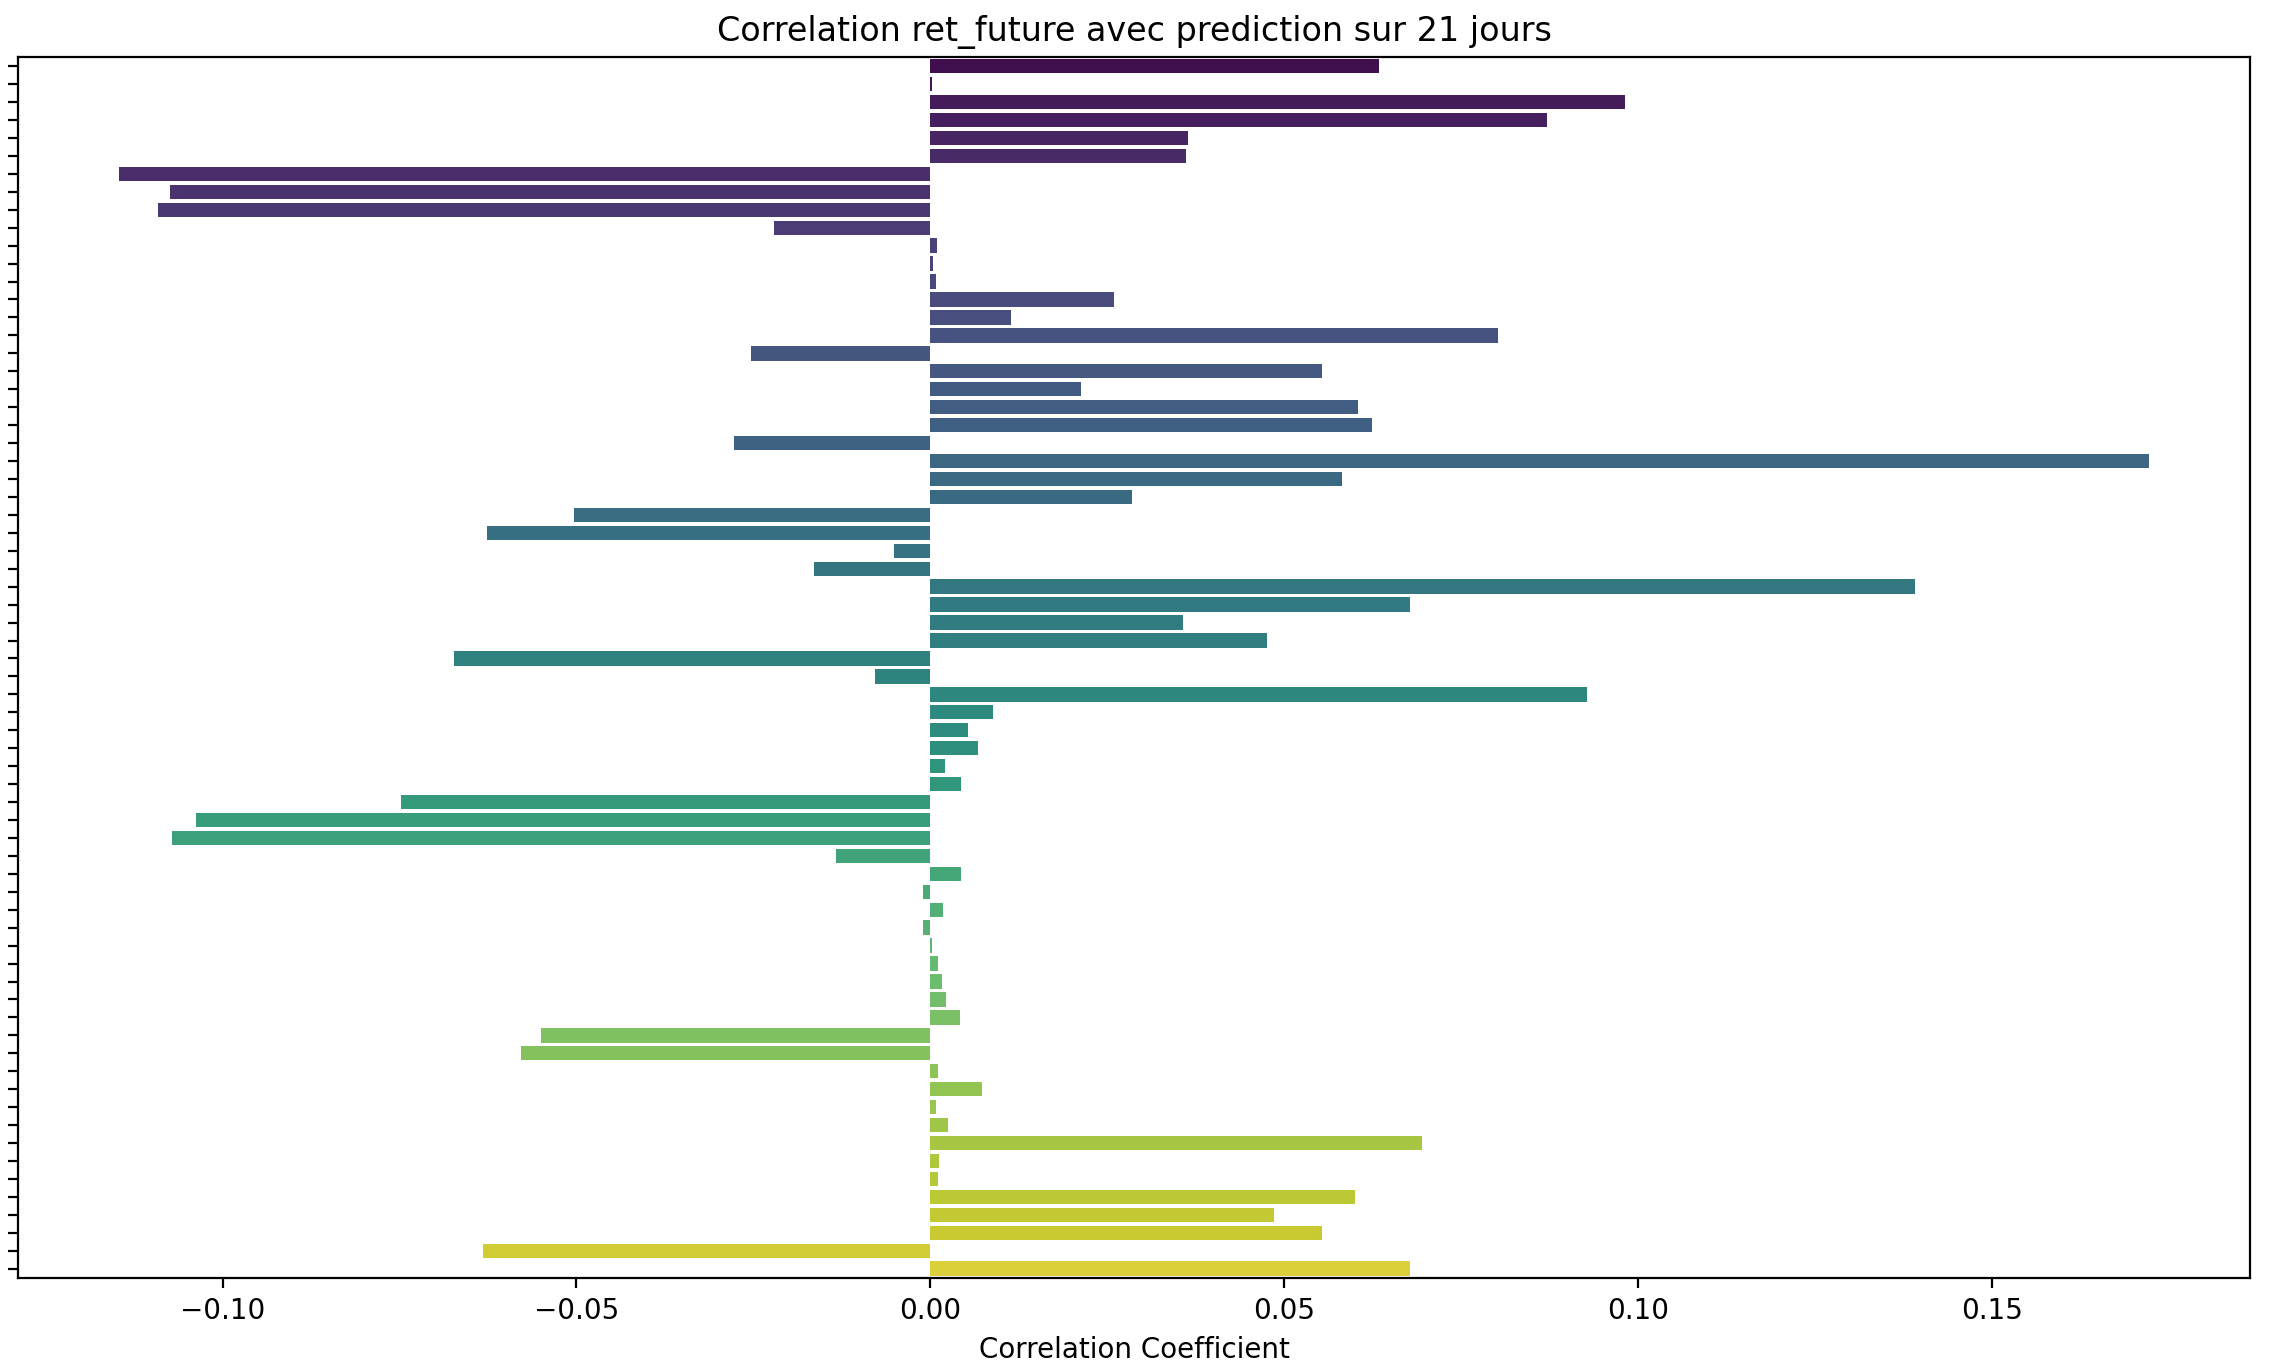 Correlation ret_future avec prediction sur 21 jours
−0.10 −0.05 0.00 0.05 0.10 0.15
Correlation Coefficient